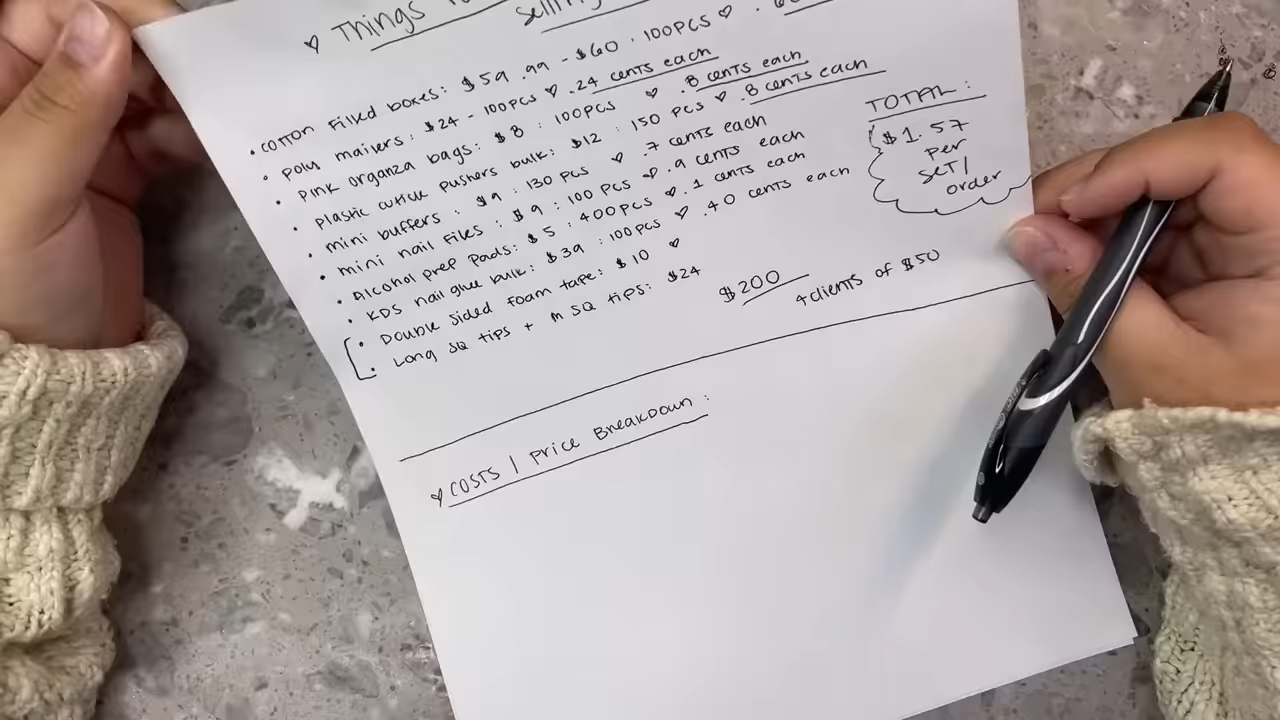 ♡ Things
Selling
• Cotton Filled boxes: $59.99 - $60 . 100PCS ♡
• Poly mailers: $24 - 100PCS ♡ .24 cents each
• Pink organza bags: $8 : 100PCS ♡ .8 cents each
• Plastic cuticle pushers bulk: $12 : 150 PCS ♡ .8 cents each
• mini buffers : $9 : 130 PCS ♡ .7 cents each
• mini nail files : $9 : 100 PCS ♡ .9 cents each
• Alcohol prep pads: $5 : 400PCS ♡ .1 cents each
• KDS nail glue bulk: $39 : 100PCS ♡ .40 cents each
• Double sided foam tape: $10 ♡
• Long SQ tips + m SQ tips: $24
TOTAL:
$1.57
per
set/
order
$200
4 clients of $50
♡ COSTS / Price Breakdown :